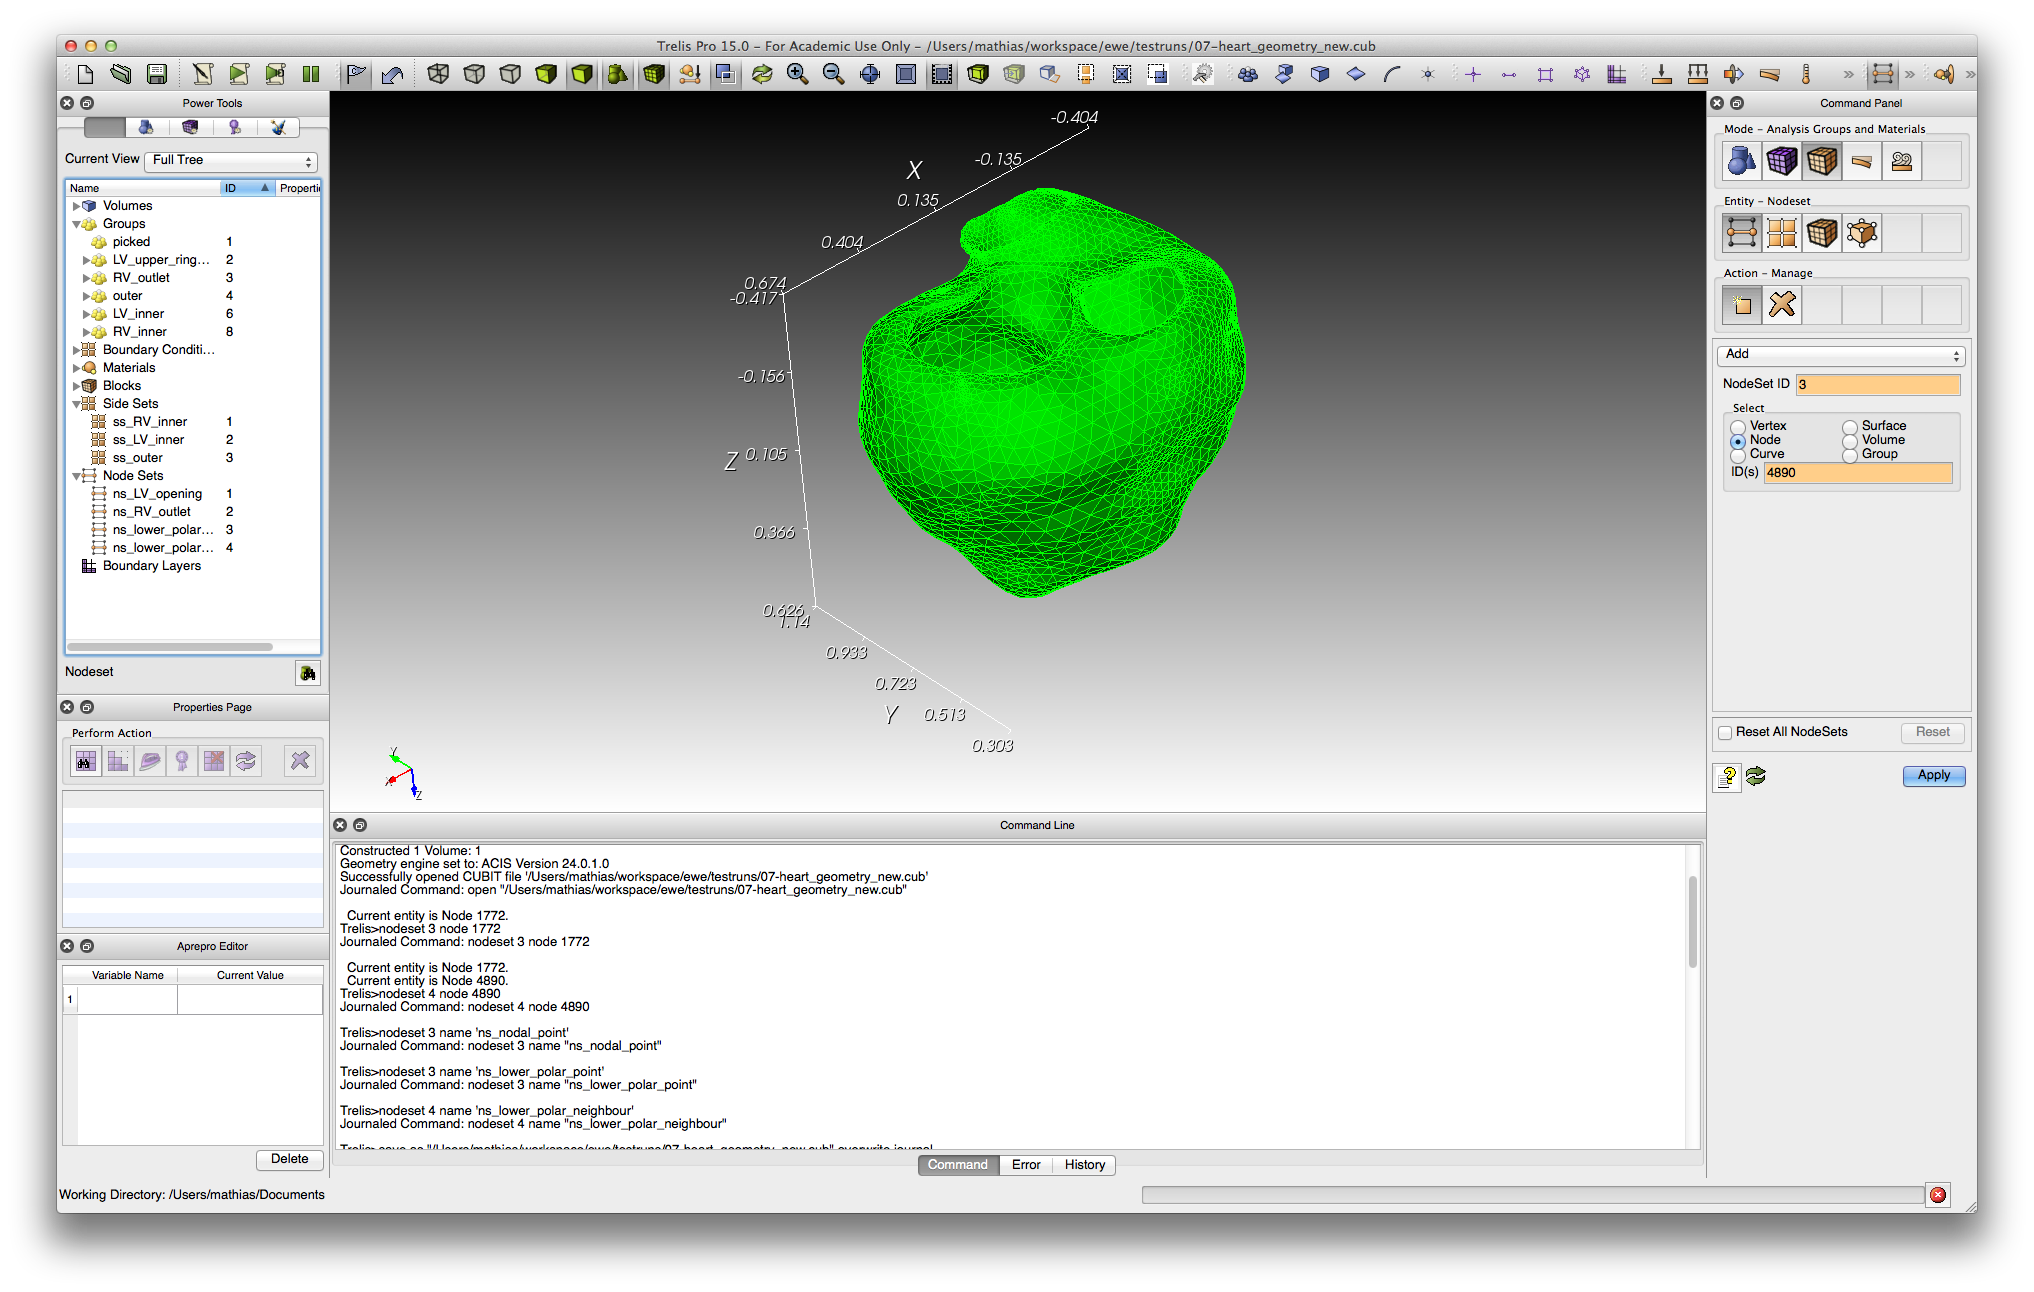 Trelis Pro 15.0 - For Academic Use Only - /Users/mathias/workspace/ewe/testruns/07-heart_geometry_new.cub
Power Tools
Current View Full Tree
Name ID Properti
Volumes
Groups
picked 1
LV_upper_ring... 2
RV_outlet 3
outer 4
LV_inner 6
RV_inner 8
Boundary Conditi...
Materials
Blocks
Side Sets
ss_RV_inner 1
ss_LV_inner 2
ss_outer 3
Node Sets
ns_LV_opening 1
ns_RV_outlet 2
ns_lower_polar... 3
ns_lower_polar... 4
Boundary Layers
Nodeset
Properties Page
Perform Action
Aprepro Editor
Variable Name Current Value
1
Delete
Working Directory: /Users/mathias/Documents
-0.404
-0.135
X
0.135
0.404
0.674
-0.417
-0.156
Z 0.105
0.366
0.626
1.14
0.933
0.723
Y 0.513
0.303
Y
X
Z
Command Line
Constructed 1 Volume: 1
Geometry engine set to: ACIS Version 24.0.1.0
Successfully opened CUBIT file '/Users/mathias/workspace/ewe/testruns/07-heart_geometry_new.cub'
Journaled Command: open "/Users/mathias/workspace/ewe/testruns/07-heart_geometry_new.cub"
Current entity is Node 1772.
Trelis>nodeset 3 node 1772
Journaled Command: nodeset 3 node 1772
Current entity is Node 1772.
Current entity is Node 4890.
Trelis>nodeset 4 node 4890
Journaled Command: nodeset 4 node 4890
Trelis>nodeset 3 name 'ns_nodal_point'
Journaled Command: nodeset 3 name "ns_nodal_point"
Trelis>nodeset 3 name 'ns_lower_polar_point'
Journaled Command: nodeset 3 name "ns_lower_polar_point"
Trelis>nodeset 4 name 'ns_lower_polar_neighbour'
Journaled Command: nodeset 4 name "ns_lower_polar_neighbour"
Trelis> save as "/Users/mathias/workspace/ewe/testruns/07-heart_geometry_new.cub" overwrite journal
Command Error History
Command Panel
Mode - Analysis Groups and Materials
Entity - Nodeset
Action - Manage
Add
NodeSet ID 3
Select
Vertex Surface
Node Volume
Curve Group
ID(s) 4890
Reset All NodeSets Reset
Apply